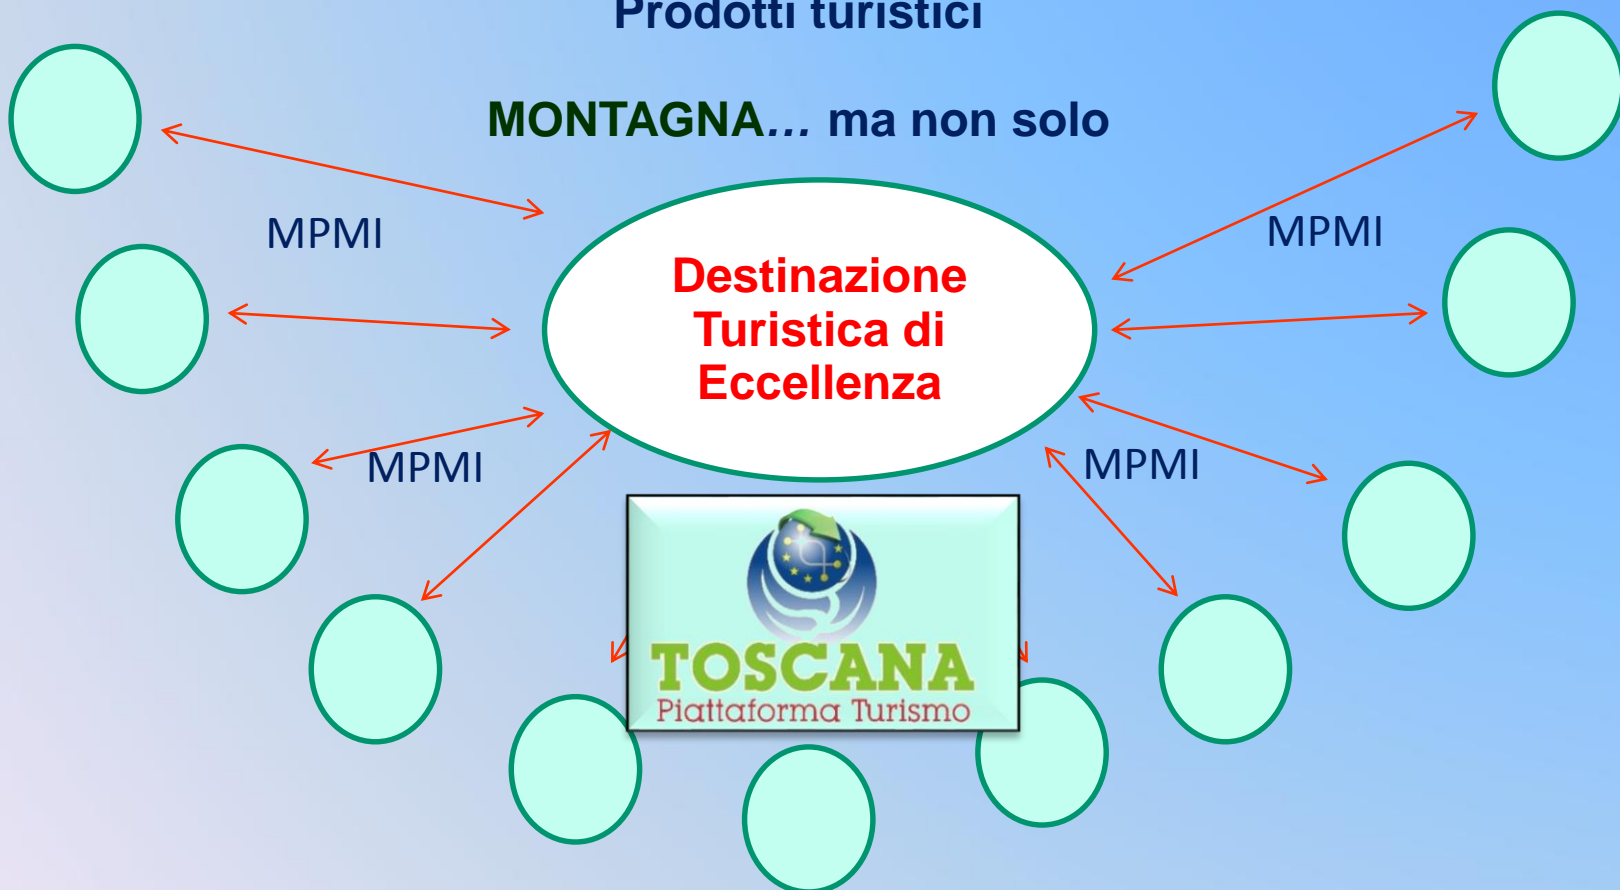 Prodotti turistici
MONTAGNA... ma non solo
MPMI
MPMI
Destinazione
Turistica di
Eccellenza
MPMI
MPMI
TOSCANA
Piattaforma Turismo